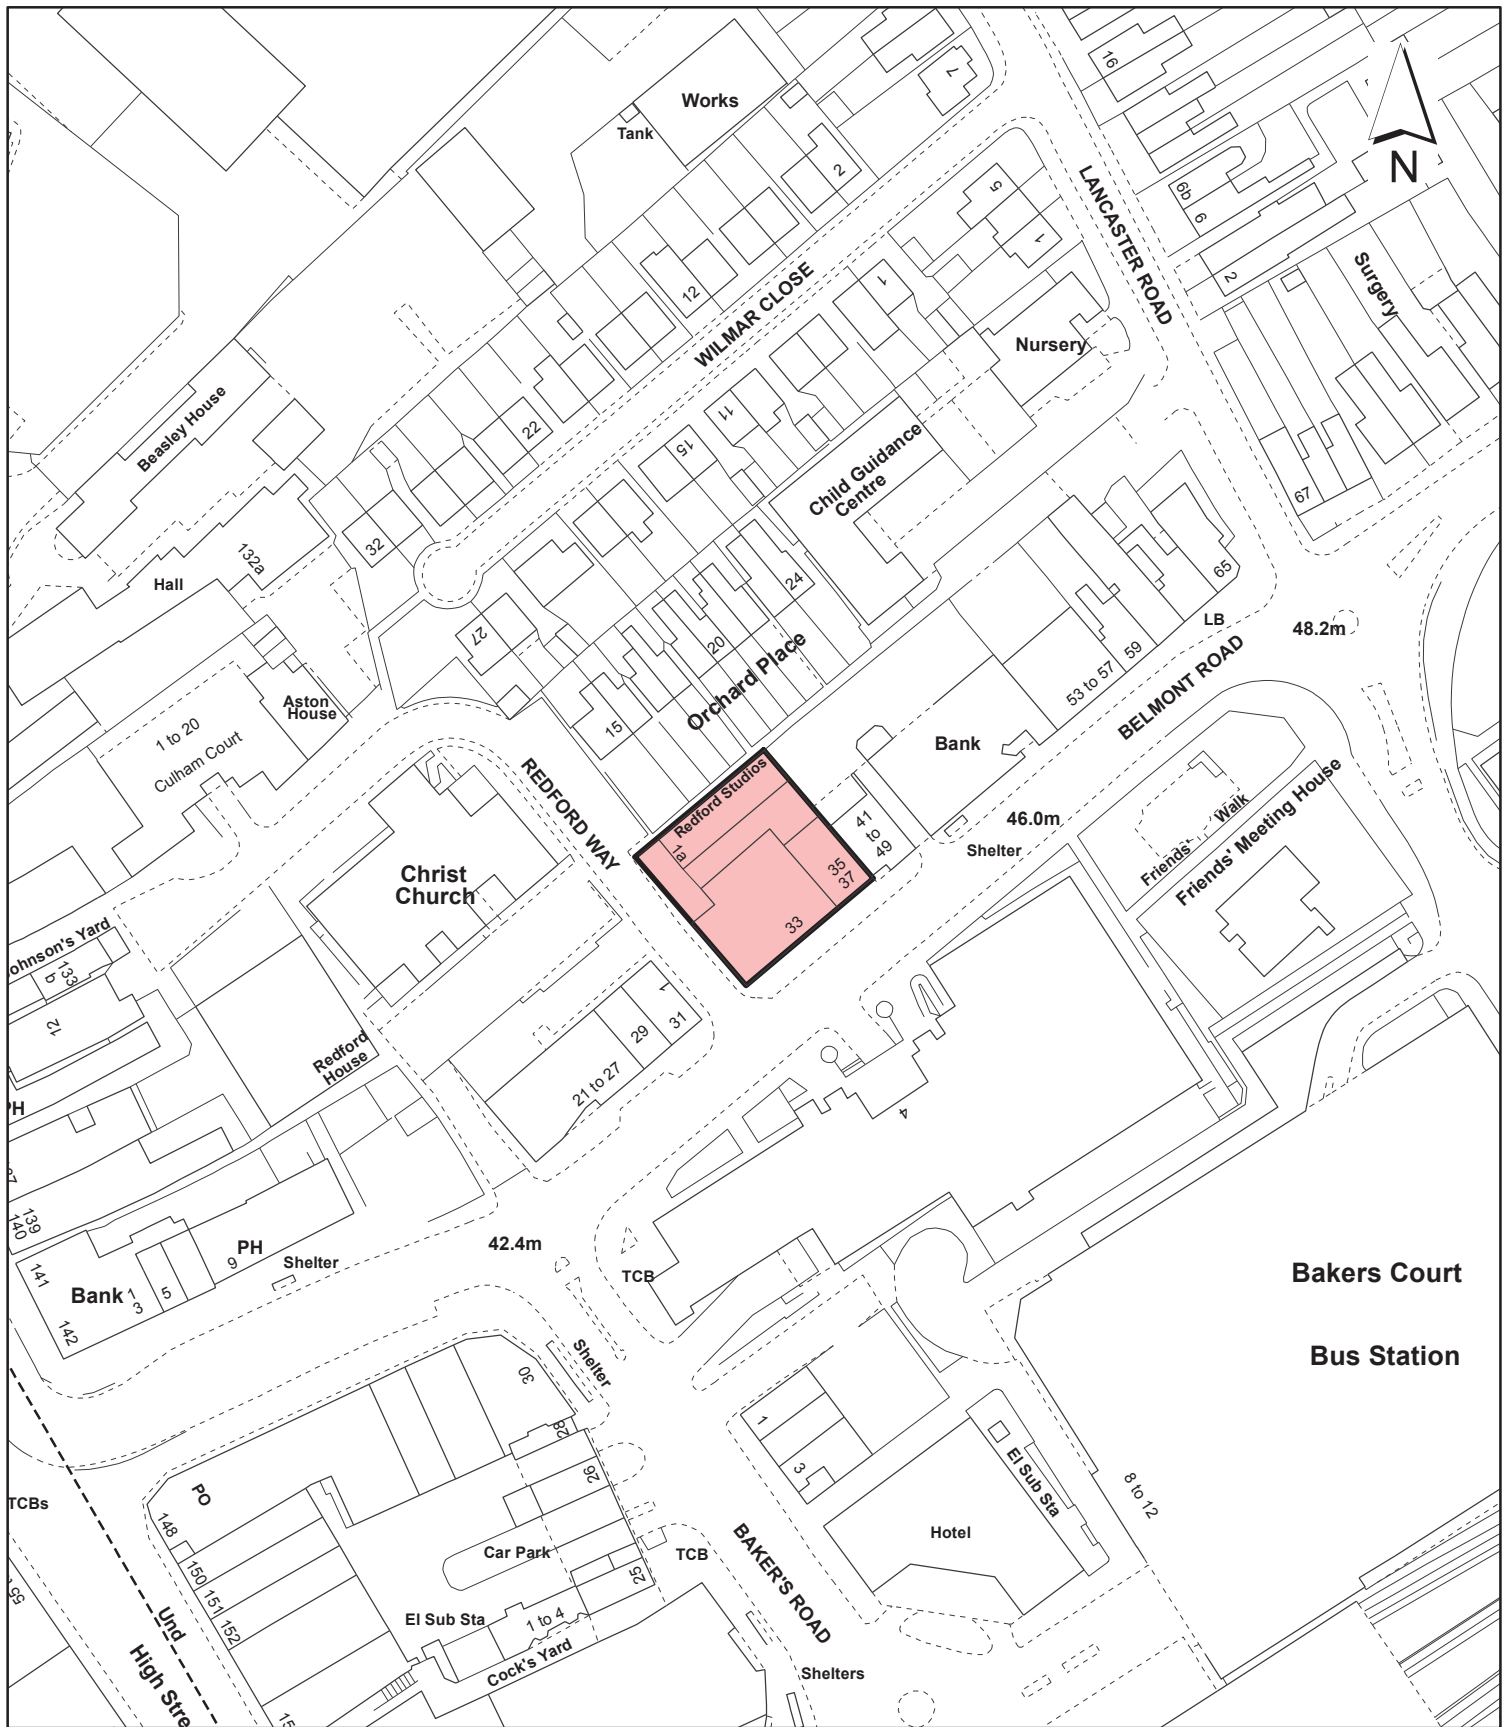 16
7
Works
Tank
N
2
5
6b
6
LANCASTER ROAD
1
2
Surgery
12
WILMAR CLOSE
1
Nursery
Beasley House
11
22
15
Child Guidance
Centre
67
32
132a
Hall
24
65
LB
48.2m
27
20
Orchard Place
59
53 to 57
BELMONT ROAD
Aston
House
1 to 20
Culham Court
15
Bank
REDFORD WAY
Redford Studios
1a
41
to
49
46.0m
Shelter
Friends'
Walk
Friends' Meeting House
35
37
33
Christ
Church
Johnson's Yard
133
b
12
Redford
House
1
31
29
21 to 27
4
PH
139
140
141
142
Bank
1
3
5
9
PH
Shelter
42.4m
TCB
Bakers Court
Bus Station
Shelter
30
28
26
25
1
3
El Sub Sta
8 to 12
Hotel
PO
TCBs
148
150
151
152
Car Park
TCB
BAKER'S ROAD
El Sub Sta
1 to 4
Cock's Yard
Shelters
55
Und
High Stre
15